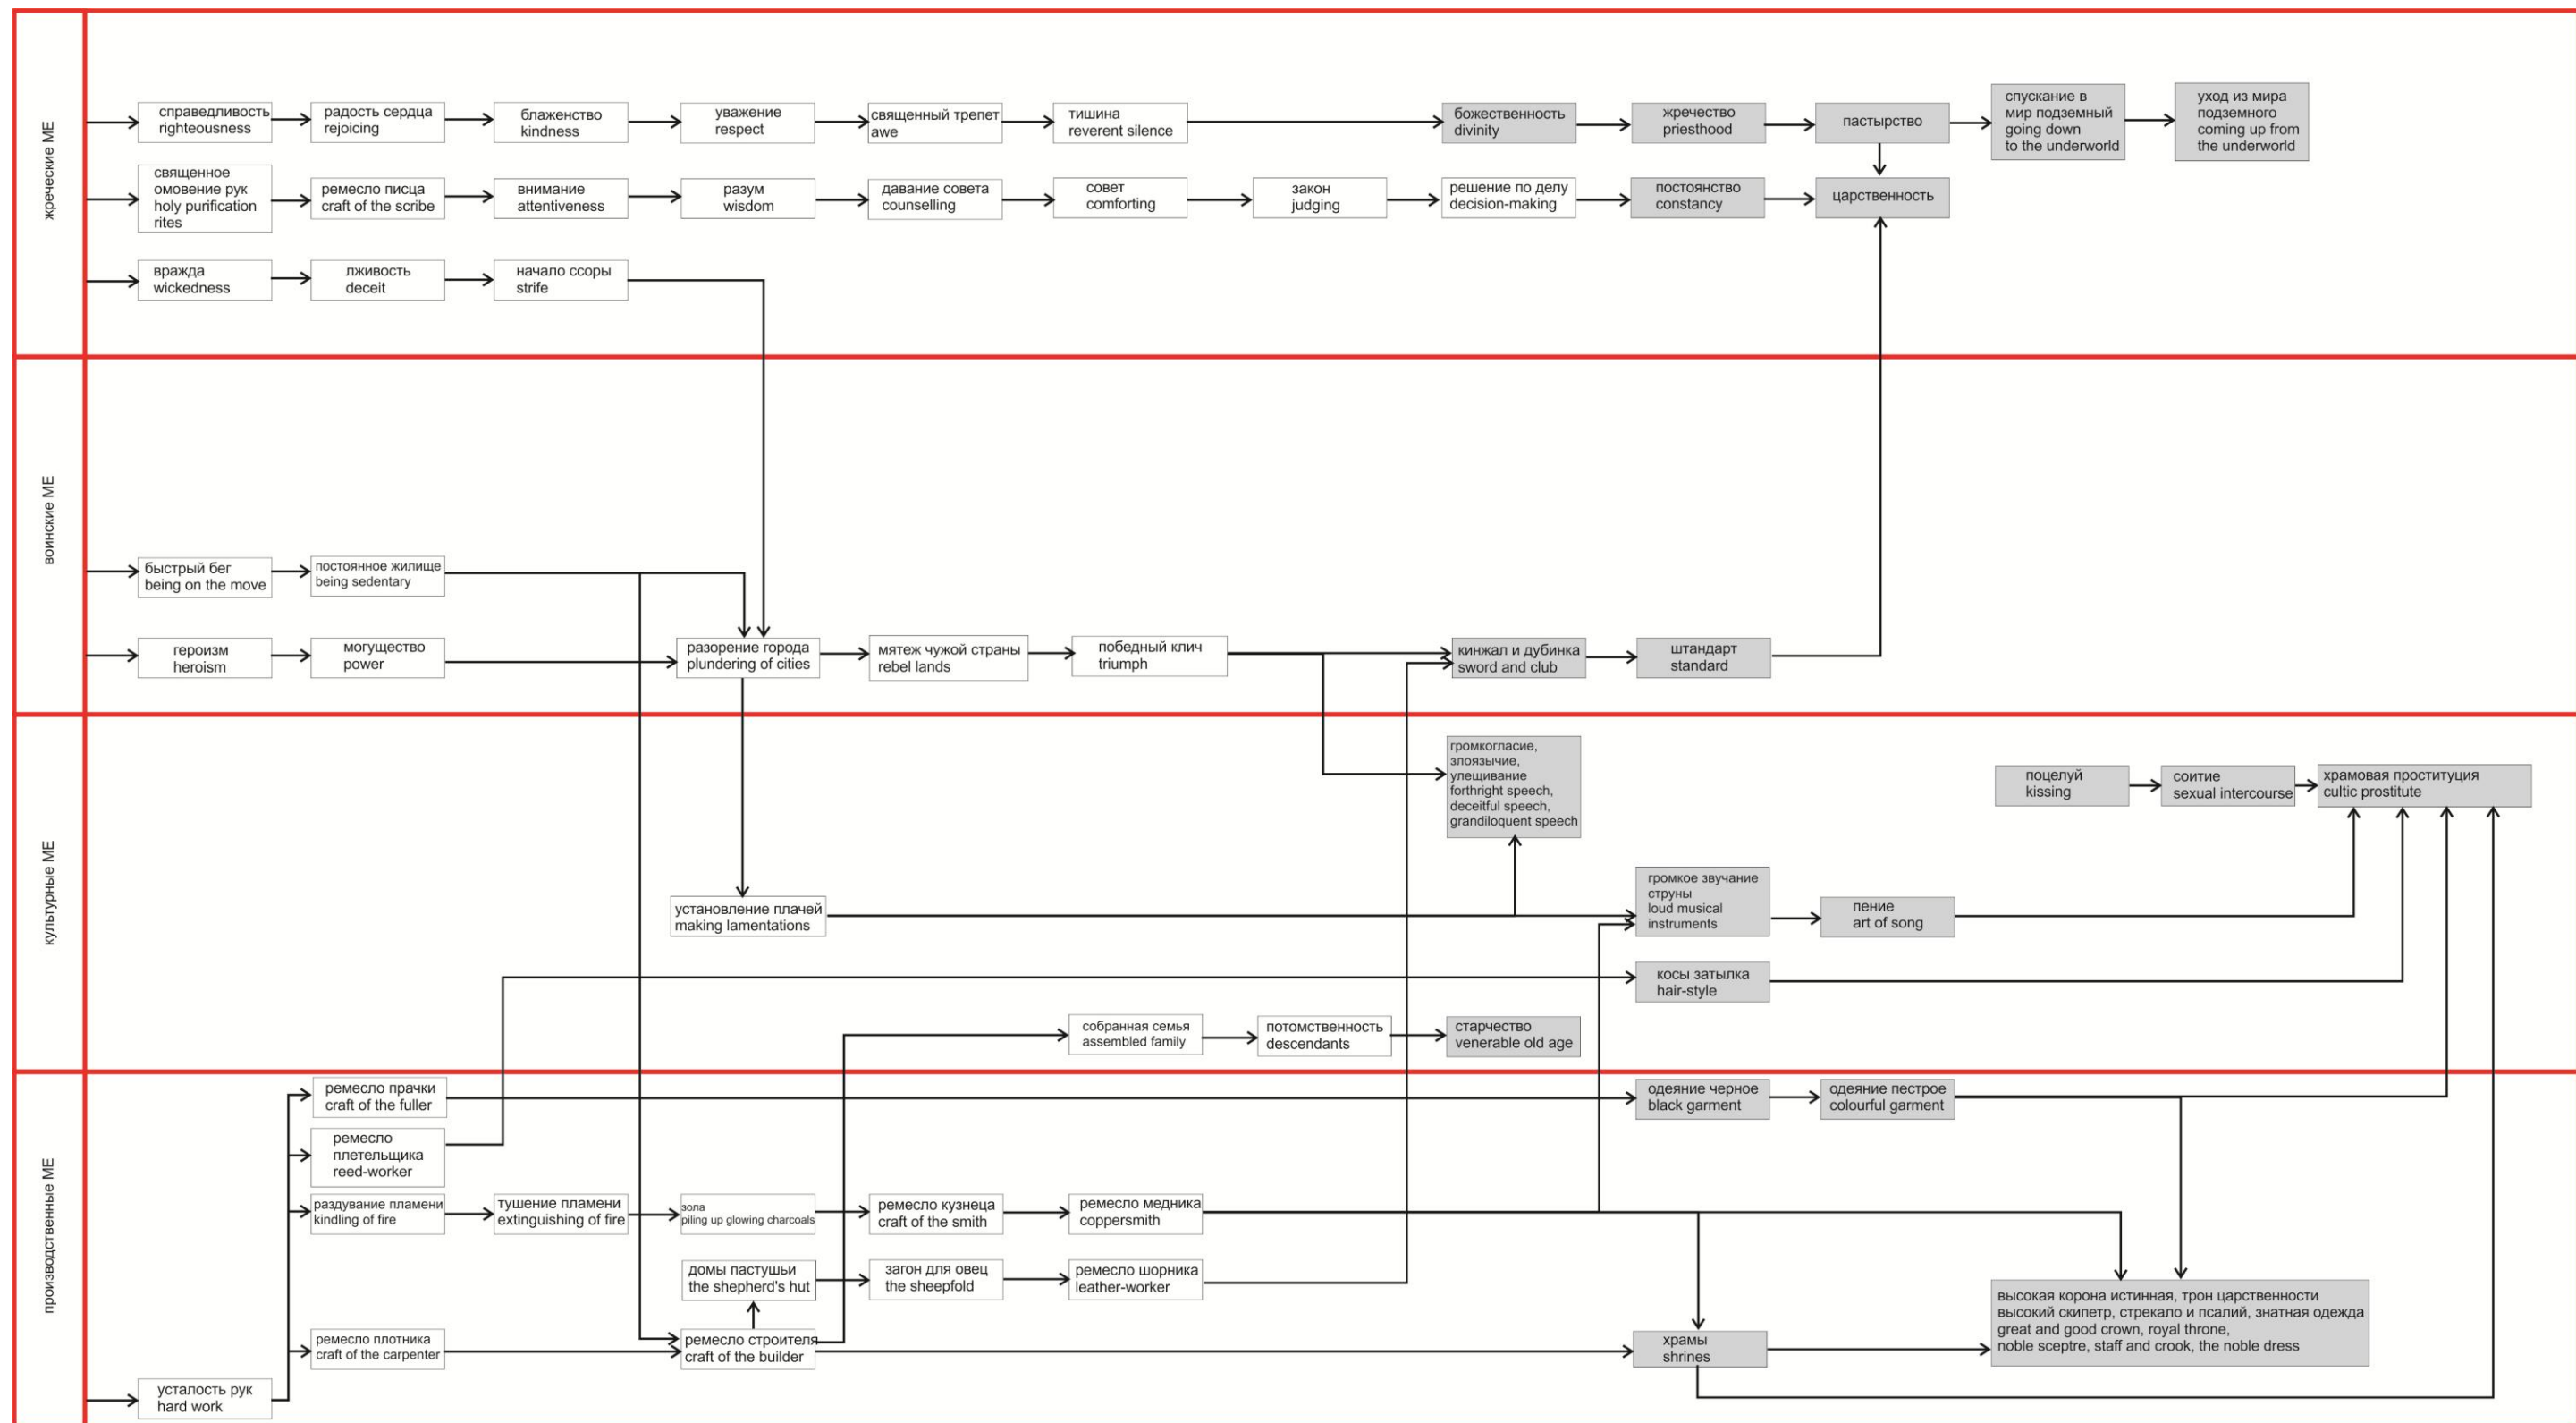 жреческие МЕ
справедливость
righteousness
радость сердца
rejoicing
блаженство
kindness
уважение
respect
священный трепет
awe
тишина
reverent silence
божественность
divinity
жречество
priesthood
пастырство
спускание в
мир подземный
going down
to the underworld
уход из мира
подземного
coming up from
the underworld
священное
омовение рук
holy purification
rites
ремесло писца
craft of the scribe
внимание
attentiveness
разум
wisdom
давание совета
counselling
совет
comforting
закон
judging
решение по делу
decision-making
постоянство
constancy
царственность
вражда
wickedness
лживость
deceit
начало ссоры
strife
воинские МЕ
быстрый бег
being on the move
постоянное жилище
being sedentary
героизм
heroism
могущество
power
разорение города
plundering of cities
мятеж чужой страны
rebel lands
победный клич
triumph
кинжал и дубинка
sword and club
штандарт
standard
культурные МЕ
громкогласие,
злоязычие,
улещивание
forthright speech,
deceitful speech,
grandiloquent speech
поцелуй
kissing
соитие
sexual intercourse
храмовая проституция
cultic prostitute
установление плачей
making lamentations
громкое звучание
струны
loud musical
instruments
пение
art of song
косы затылка
hair-style
собранная семья
assembled family
потомственность
descendants
старчество
venerable old age
производственные МЕ
ремесло прачки
craft of the fuller
одеяние черное
black garment
одеяние пестрое
colourful garment
ремесло
плетельщика
reed-worker
раздувание пламени
kindling of fire
тушение пламени
extinguishing of fire
зола
piling up glowing charcoals
ремесло кузнеца
craft of the smith
ремесло медника
coppersmith
домы пастушьи
the shepherd's hut
загон для овец
the sheepfold
ремесло шорника
leather-worker
ремесло плотника
craft of the carpenter
ремесло строителя
craft of the builder
храмы
shrines
высокая корона истинная, трон царственности
высокий скипетр, стрекало и псалий, знатная одежда
great and good crown, royal throne,
noble sceptre, staff and crook, the noble dress
усталость рук
hard work